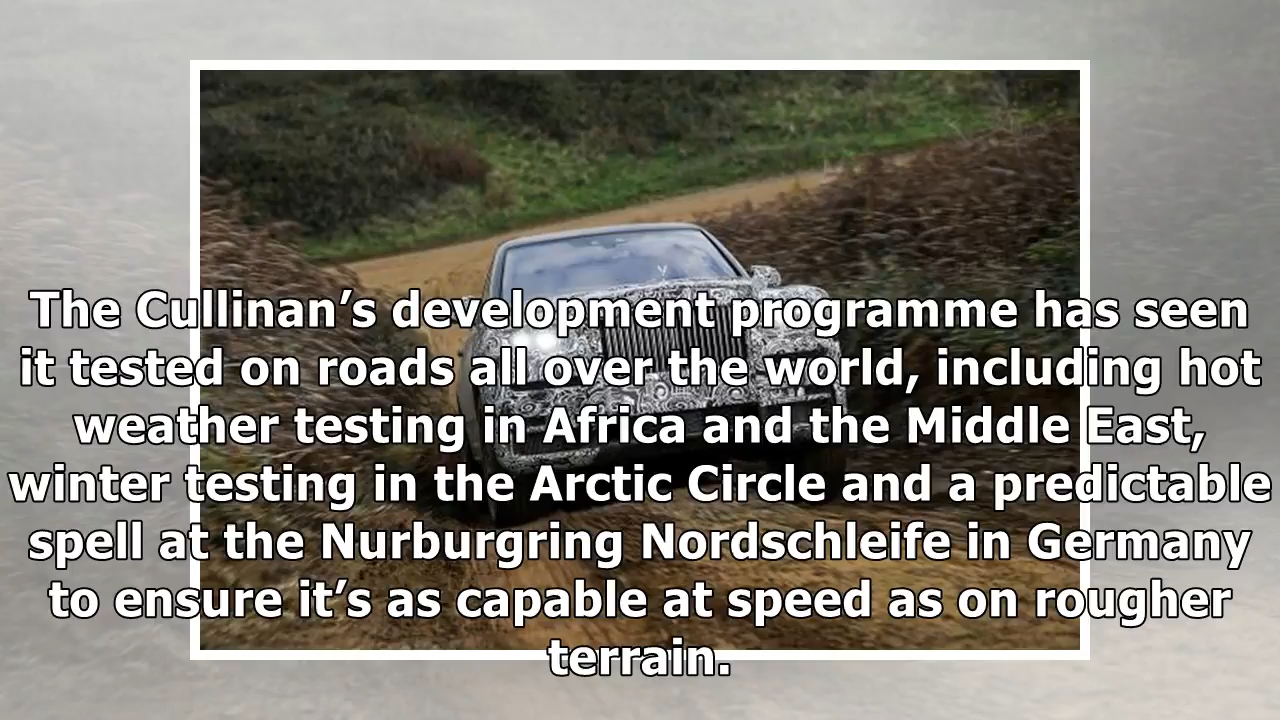 The Cullinan’s development programme has seen
it tested on roads all over the world, including hot
weather testing in Africa and the Middle East,
winter testing in the Arctic Circle and a predictable
spell at the Nurburgring Nordschleife in Germany
to ensure it’s as capable at speed as on rougher
terrain.